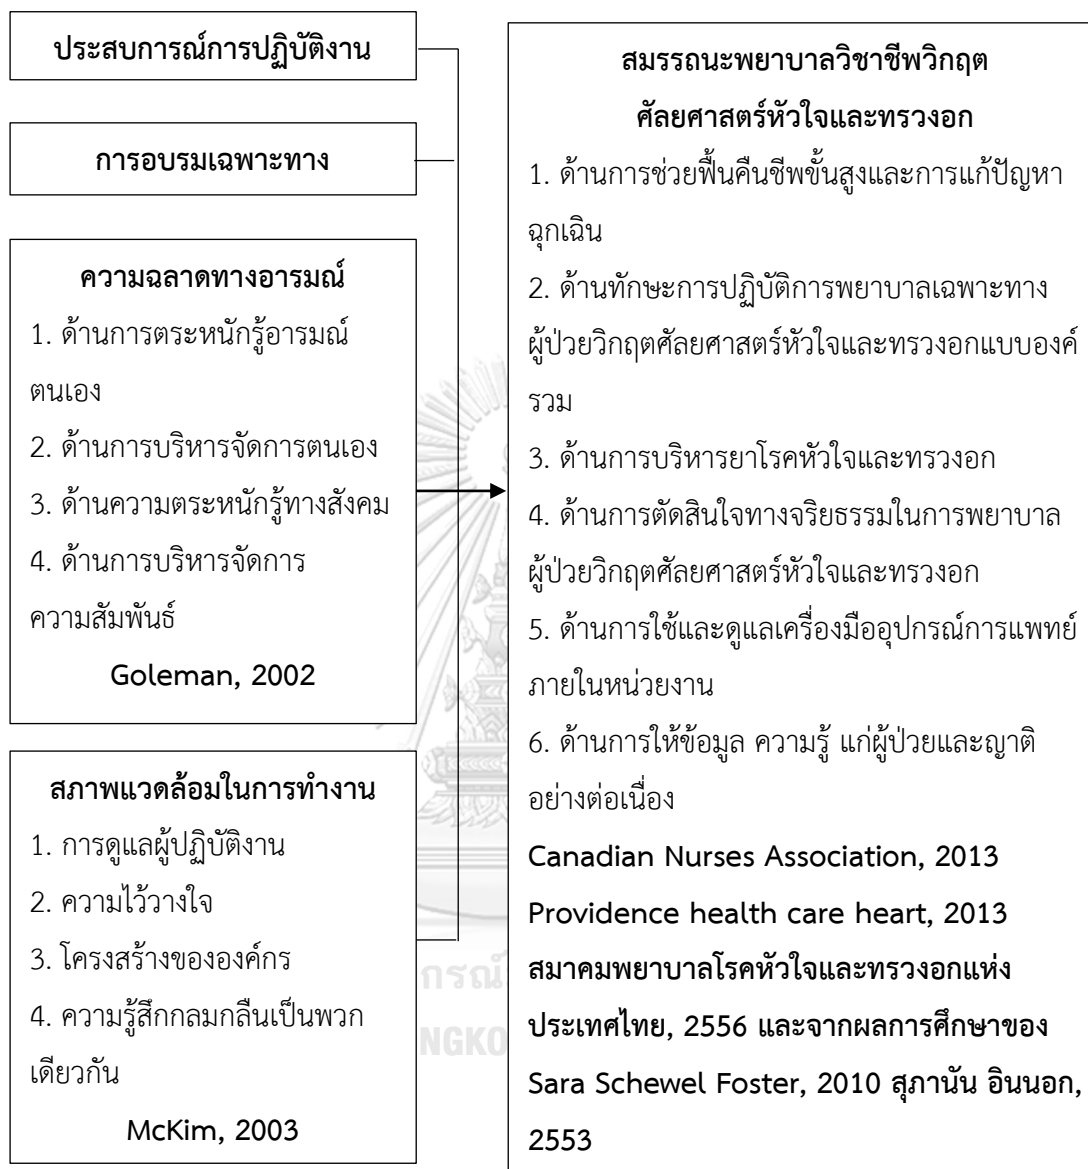 ประสบการณ์การปฏิบัติงาน
การอบรมเฉพาะทาง
ความฉลาดทางอารมณ์
1. ด้านการตระหนักรู้อารมณ์
ตนเอง
2. ด้านการบริหารจัดการตนเอง
3. ด้านความตระหนักรู้ทางสังคม
4. ด้านการบริหารจัดการ
ความสัมพันธ์
Goleman, 2002
สภาพแวดล้อมในการทำงาน
1. การดูแลผู้ปฏิบัติงาน
2. ความไว้วางใจ
3. โครงสร้างขององค์กร
4. ความรู้สึกกลมกลืนเป็นพวก
เดียวกัน
McKim, 2003
สมรรถนะพยาบาลวิชาชีพวิกฤต
ศัลยศาสตร์หัวใจและทรวงอก
1. ด้านการช่วยฟื้นคืนชีพขั้นสูงและการแก้ปัญหา
ฉุกเฉิน
2. ด้านทักษะการปฏิบัติการพยาบาลเฉพาะทาง
ผู้ป่วยวิกฤตศัลยศาสตร์หัวใจและทรวงอกแบบองค์
รวม
3. ด้านการบริหารยาโรคหัวใจและทรวงอก
4. ด้านการตัดสินใจทางจริยธรรมในการพยาบาล
ผู้ป่วยวิกฤตศัลยศาสตร์หัวใจและทรวงอก
5. ด้านการใช้และดูแลเครื่องมืออุปกรณ์การแพทย์
ภายในหน่วยงาน
6. ด้านการให้ข้อมูล ความรู้ แก่ผู้ป่วยและญาติ
อย่างต่อเนื่อง
Canadian Nurses Association, 2013
Providence health care heart, 2013
สมาคมพยาบาลโรคหัวใจและทรวงอกแห่ง
ประเทศไทย, 2556 และจากผลการศึกษาของ
Sara Schewel Foster, 2010 สุภานัน อินนอก,
2553
กรณ์
NGKO